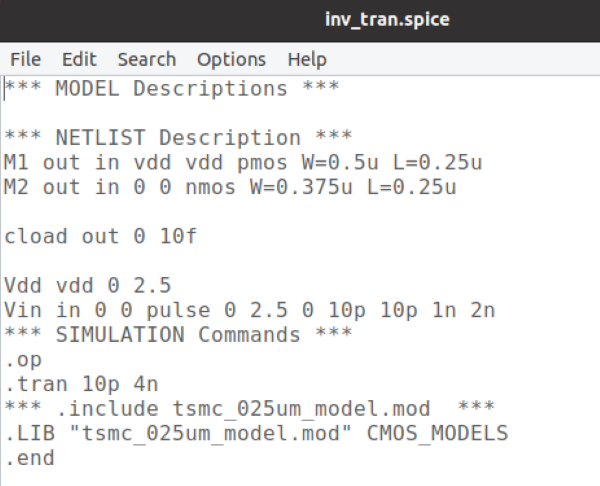 inv_tran.spice
File Edit Search Options Help
*** MODEL Descriptions ***
*** NETLIST Description ***
M1 out in vdd vdd pmos W=0.5u L=0.25u
M2 out in 0 0 nmos W=0.375u L=0.25u
cload out 0 10f
Vdd vdd 0 2.5
Vin in 0 0 pulse 0 2.5 0 10p 10p 1n 2n
*** SIMULATION Commands ***
.op
.tran 10p 4n
*** .include tsmc_025um_model.mod  ***
.LIB "tsmc_025um_model.mod" CMOS_MODELS
.end